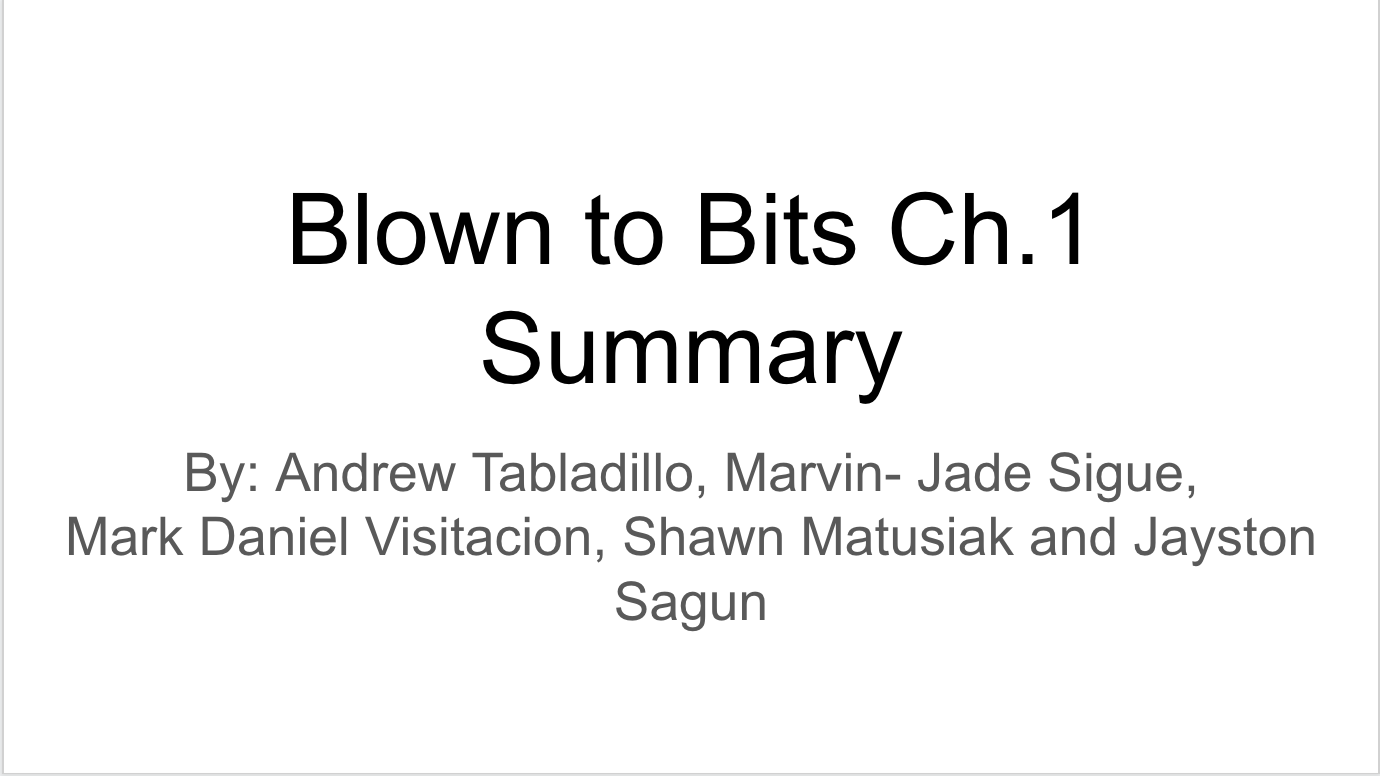 Blown to Bits Ch.1
Summary
By: Andrew Tabladillo, Marvin- Jade Sigue,
Mark Daniel Visitacion, Shawn Matusiak and Jayston
Sagun